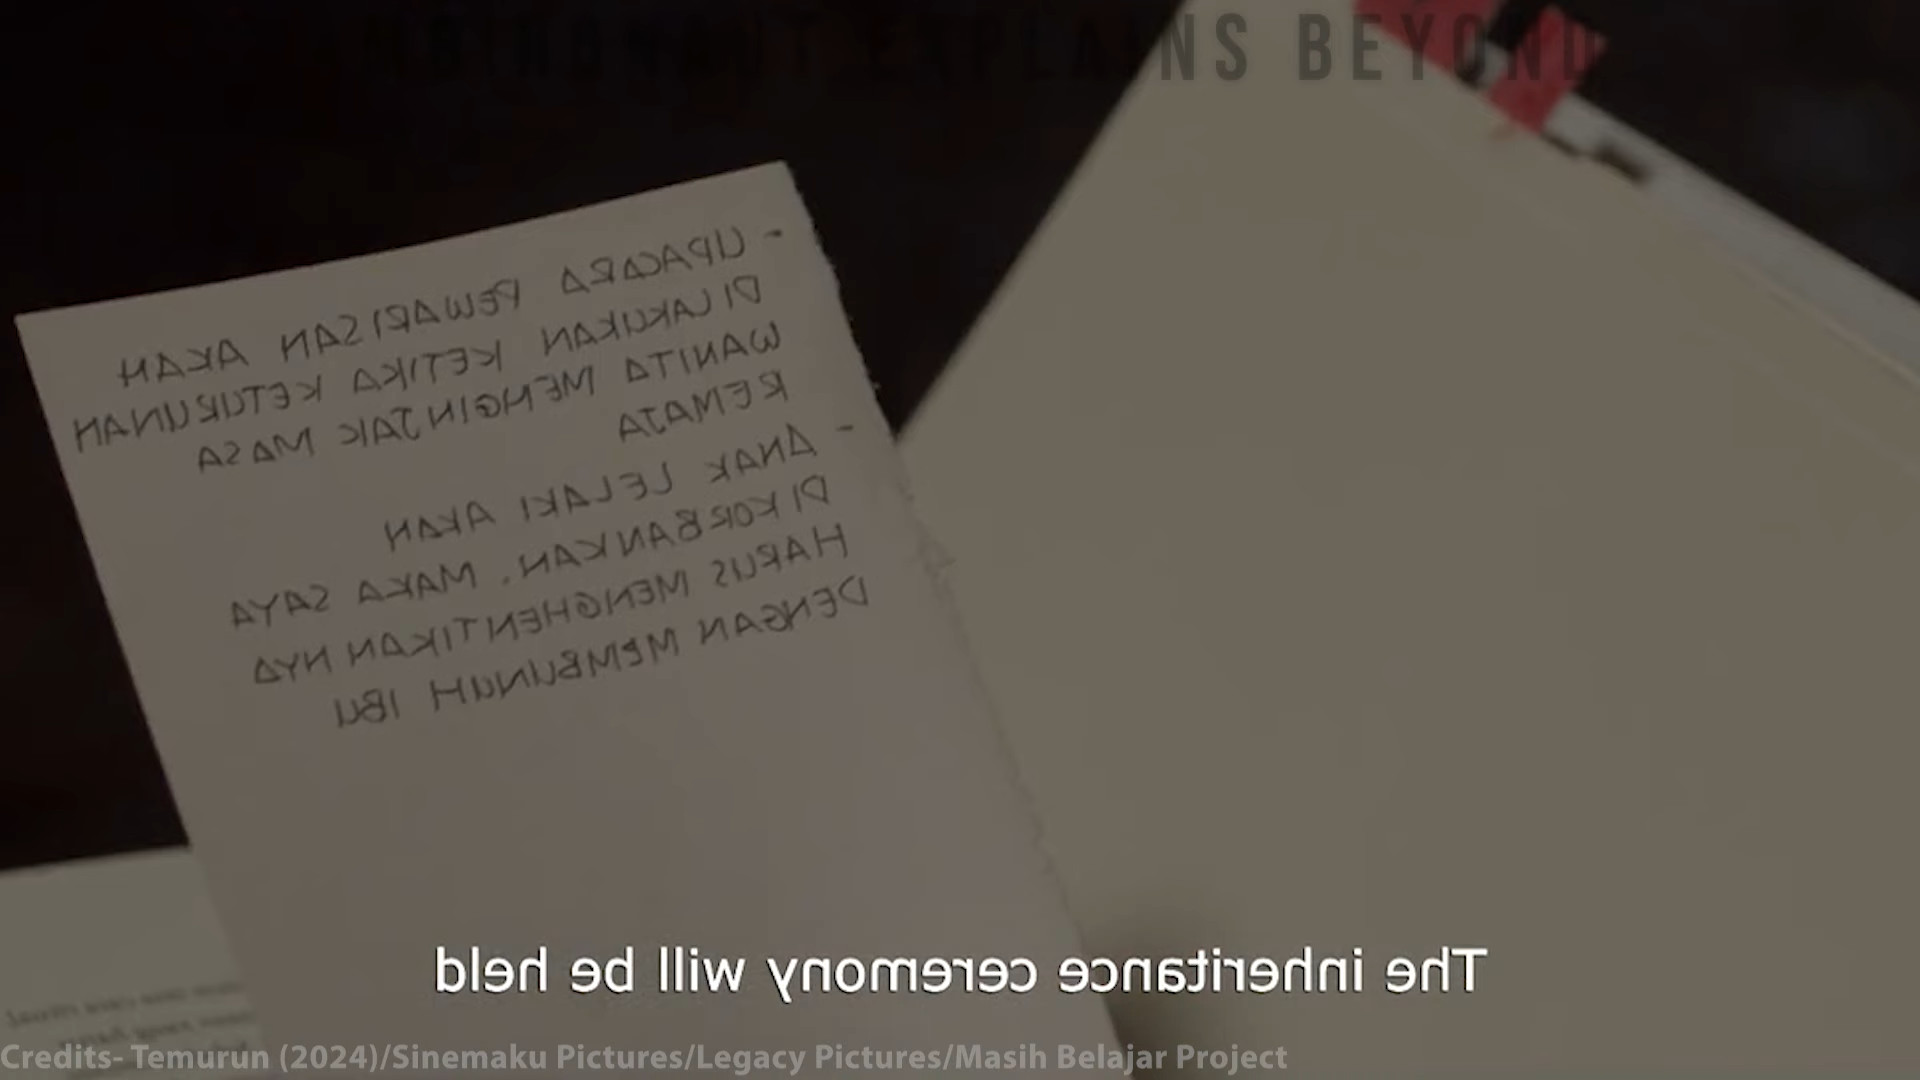 AMBIRONAUT EXPLAINS BEYOND
- UPACARA PEWARISAN AKAN
DILAKUKAN KETIKA KETURUNAN
WANITA MENGINJAK MASA
REMAJA
- ANAK LELAKI AKAN
DIKORBANKAN, MAKA SAYA
HARUS MENGHENTIKAN NYA
DENGAN MEMBUNUH IBU
The inheritance ceremony will be held
Credits- Temurun (2024)/Sinemaku Pictures/Legacy Pictures/Masih Belajar Project